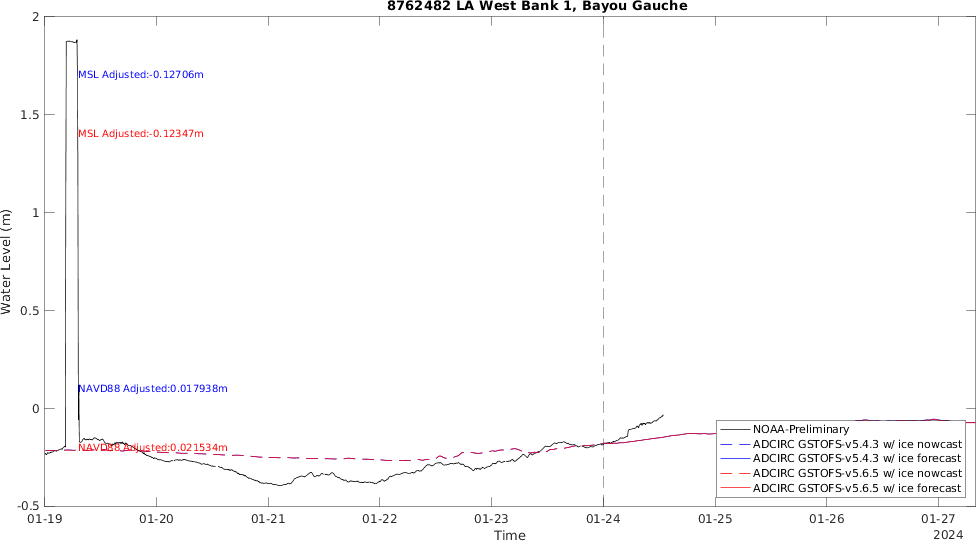 8762482 LA West Bank 1, Bayou Gauche
2
MSL Adjusted:-0.12706m
1.5
MSL Adjusted:-0.12347m
1
Water Level (m)
0.5
NAVD88 Adjusted:0.017938m
0
NAVD88 Adjusted:0.021534m
NOAA-Preliminary
ADCIRC GSTOFS-v5.4.3 w/ ice nowcast
ADCIRC GSTOFS-v5.4.3 w/ ice forecast
ADCIRC GSTOFS-v5.6.5 w/ ice nowcast
ADCIRC GSTOFS-v5.6.5 w/ ice forecast
-0.5
01-19 01-20 01-21 01-22 01-23 01-24 01-25 01-26 01-27
Time
2024